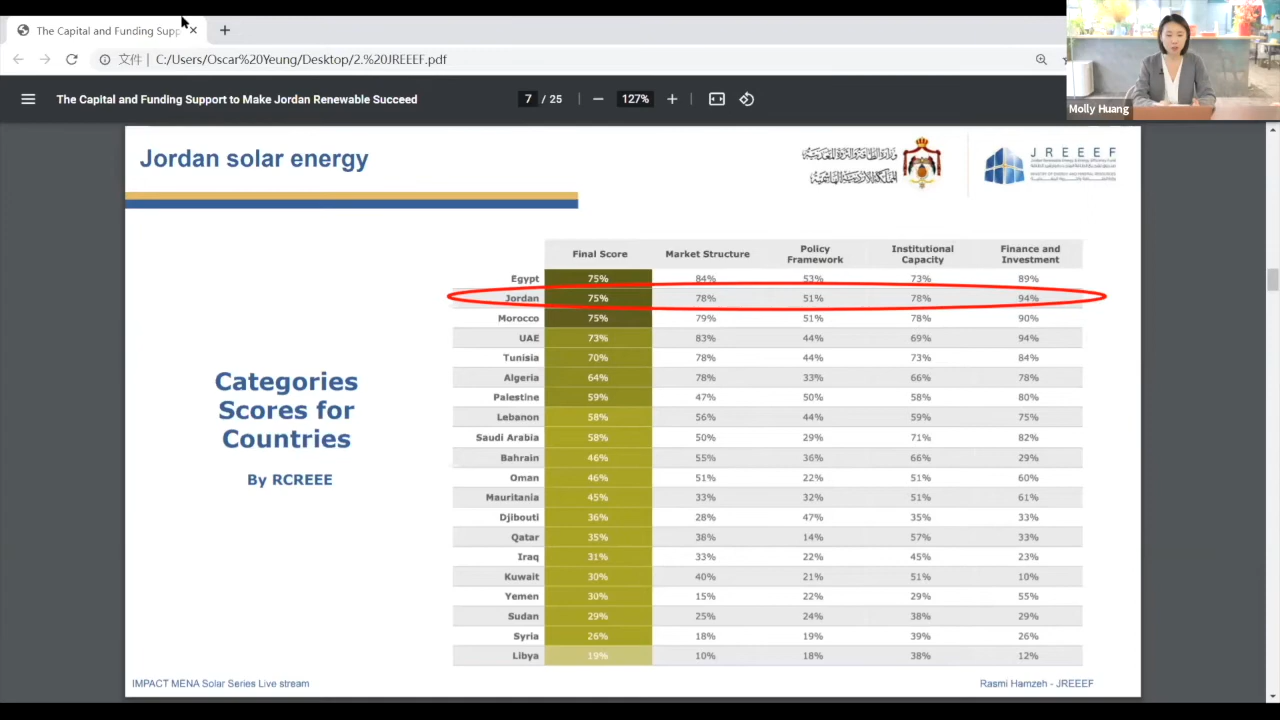 The Capital and Funding Supp
文件 C:/Users/Oscar%20Yeung/Desktop/2.%20JREEEF.pdf
The Capital and Funding Support to Make Jordan Renewable Succeed
7 / 25
127%
Molly Huang
Jordan solar energy
وزارة الطاقة والثروة المعدنية
المملكة الأردنية الهاشمية
JREEEF
Categories
Scores for
Countries
By RCREEE
Final Score Market Structure Policy Framework Institutional Capacity Finance and Investment
Egypt 75% 84% 53% 73% 89%
Jordan 75% 78% 51% 78% 94%
Morocco 75% 79% 51% 78% 90%
UAE 73% 83% 44% 69% 94%
Tunisia 70% 78% 44% 73% 84%
Algeria 64% 78% 33% 66% 78%
Palestine 59% 47% 50% 58% 80%
Lebanon 58% 56% 44% 59% 75%
Saudi Arabia 58% 50% 29% 71% 82%
Bahrain 46% 55% 36% 66% 29%
Oman 46% 51% 22% 51% 60%
Mauritania 45% 33% 32% 51% 61%
Djibouti 36% 28% 47% 35% 33%
Qatar 35% 38% 14% 57% 33%
Iraq 31% 33% 22% 45% 23%
Kuwait 30% 40% 21% 51% 10%
Yemen 30% 15% 22% 29% 55%
Sudan 29% 25% 24% 38% 29%
Syria 26% 18% 19% 39% 26%
Libya 19% 10% 18% 38% 12%
IMPACT MENA Solar Series Live stream
Rasmi Hamzeh - JREEEF